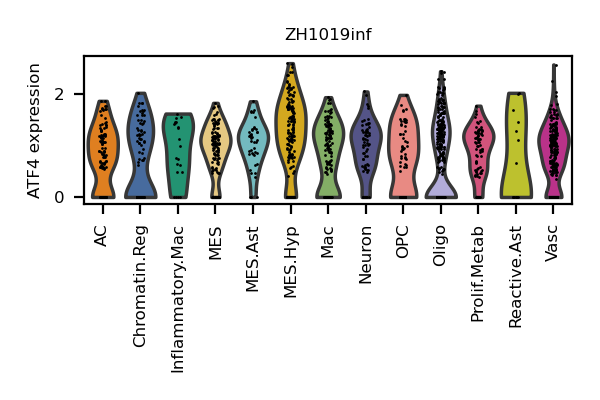 ZH1019inf
ATF4 expression
2
0
AC
Chromatin.Reg
Inflammatory.Mac
MES
MES.Ast
MES.Hyp
Mac
Neuron
OPC
Oligo
Prolif.Metab
Reactive.Ast
Vasc